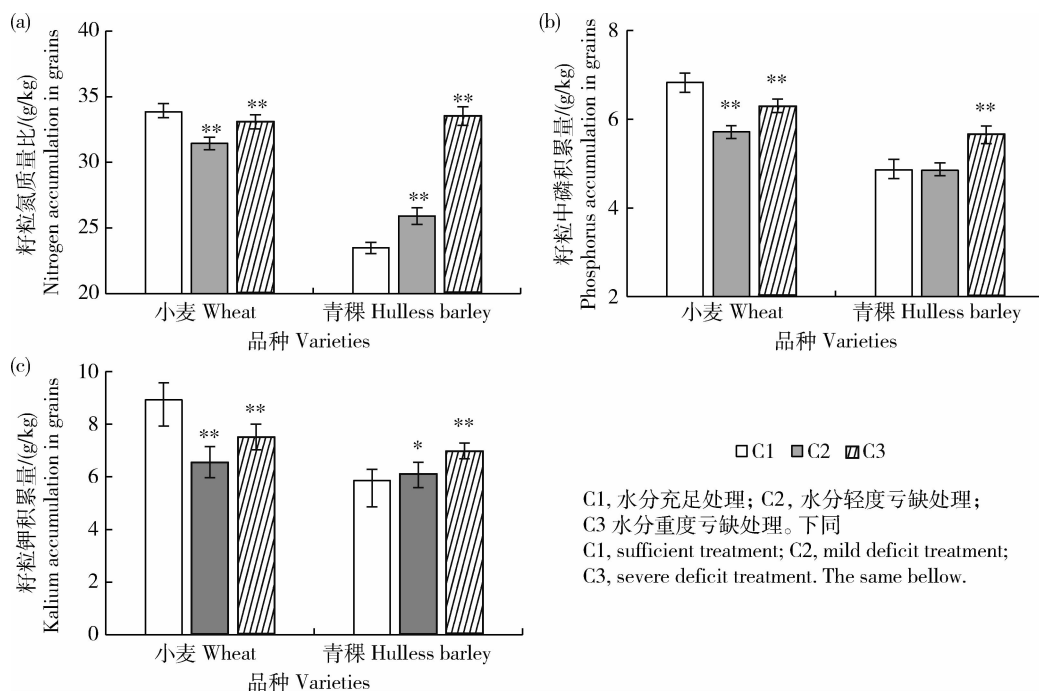 (a)
籽粒氮质量比/(g/kg)
Nitrogen accumulation in grains
40
35
30
25
20
**
**
**
**
小麦 Wheat
青稞 Hulless barley
品种 Varieties
(b)
籽粒中磷积累量/(g/kg)
Phosphorus accumulation in grains
8
6
4
2
**
**
**
小麦 Wheat
青稞 Hulless barley
品种 Varieties
(c)
籽粒钾积累量/(g/kg)
Kalium accumulation in grains
10
8
6
4
2
0
**
**
*
**
小麦 Wheat
青稞 Hulless barley
品种 Varieties
C1 C2 C3
C1, 水分充足处理; C2, 水分轻度亏缺处理;
C3 水分重度亏缺处理。下同
C1, sufficient treatment; C2, mild deficit treatment;
C3, severe deficit treatment. The same bellow.